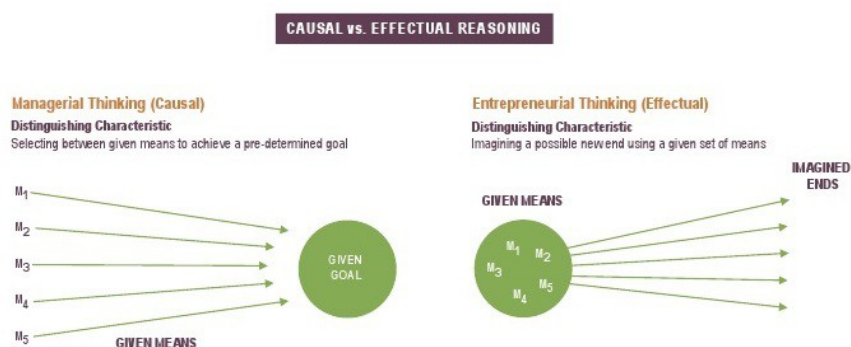 CAUSAL vs. EFFECTUAL REASONING
Managerial Thinking (Causal)
Distinguishing Characteristic
Selecting between given means to achieve a pre-determined goal
M1
M2
M3
M4
M5
GIVEN MEANS
GIVEN
GOAL
Entrepreneurial Thinking (Effectual)
Distinguishing Characteristic
Imagining a possible new end using a given set of means
GIVEN MEANS
M1
M2
M3
M5
M4
IMAGINED
ENDS